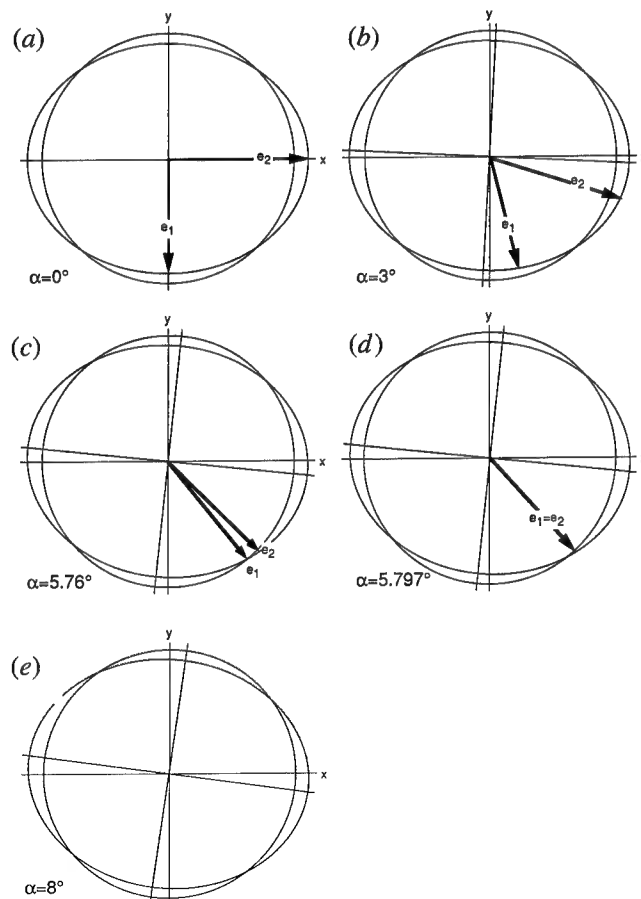 (a)
y
x
e2
e1
α=0°
(b)
y
x
e2
e1
α=3°
(c)
y
x
e2
e1
α=5.76°
(d)
y
x
e1=e2
α=5.797°
(e)
y
x
α=8°